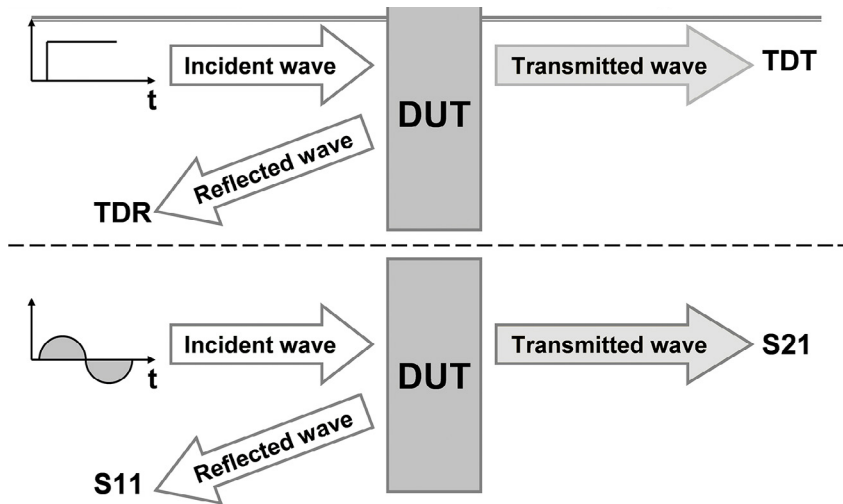 Incident wave
Transmitted wave
TDT
t
DUT
Reflected wave
TDR
Incident wave
Transmitted wave
S21
t
DUT
Reflected wave
S11